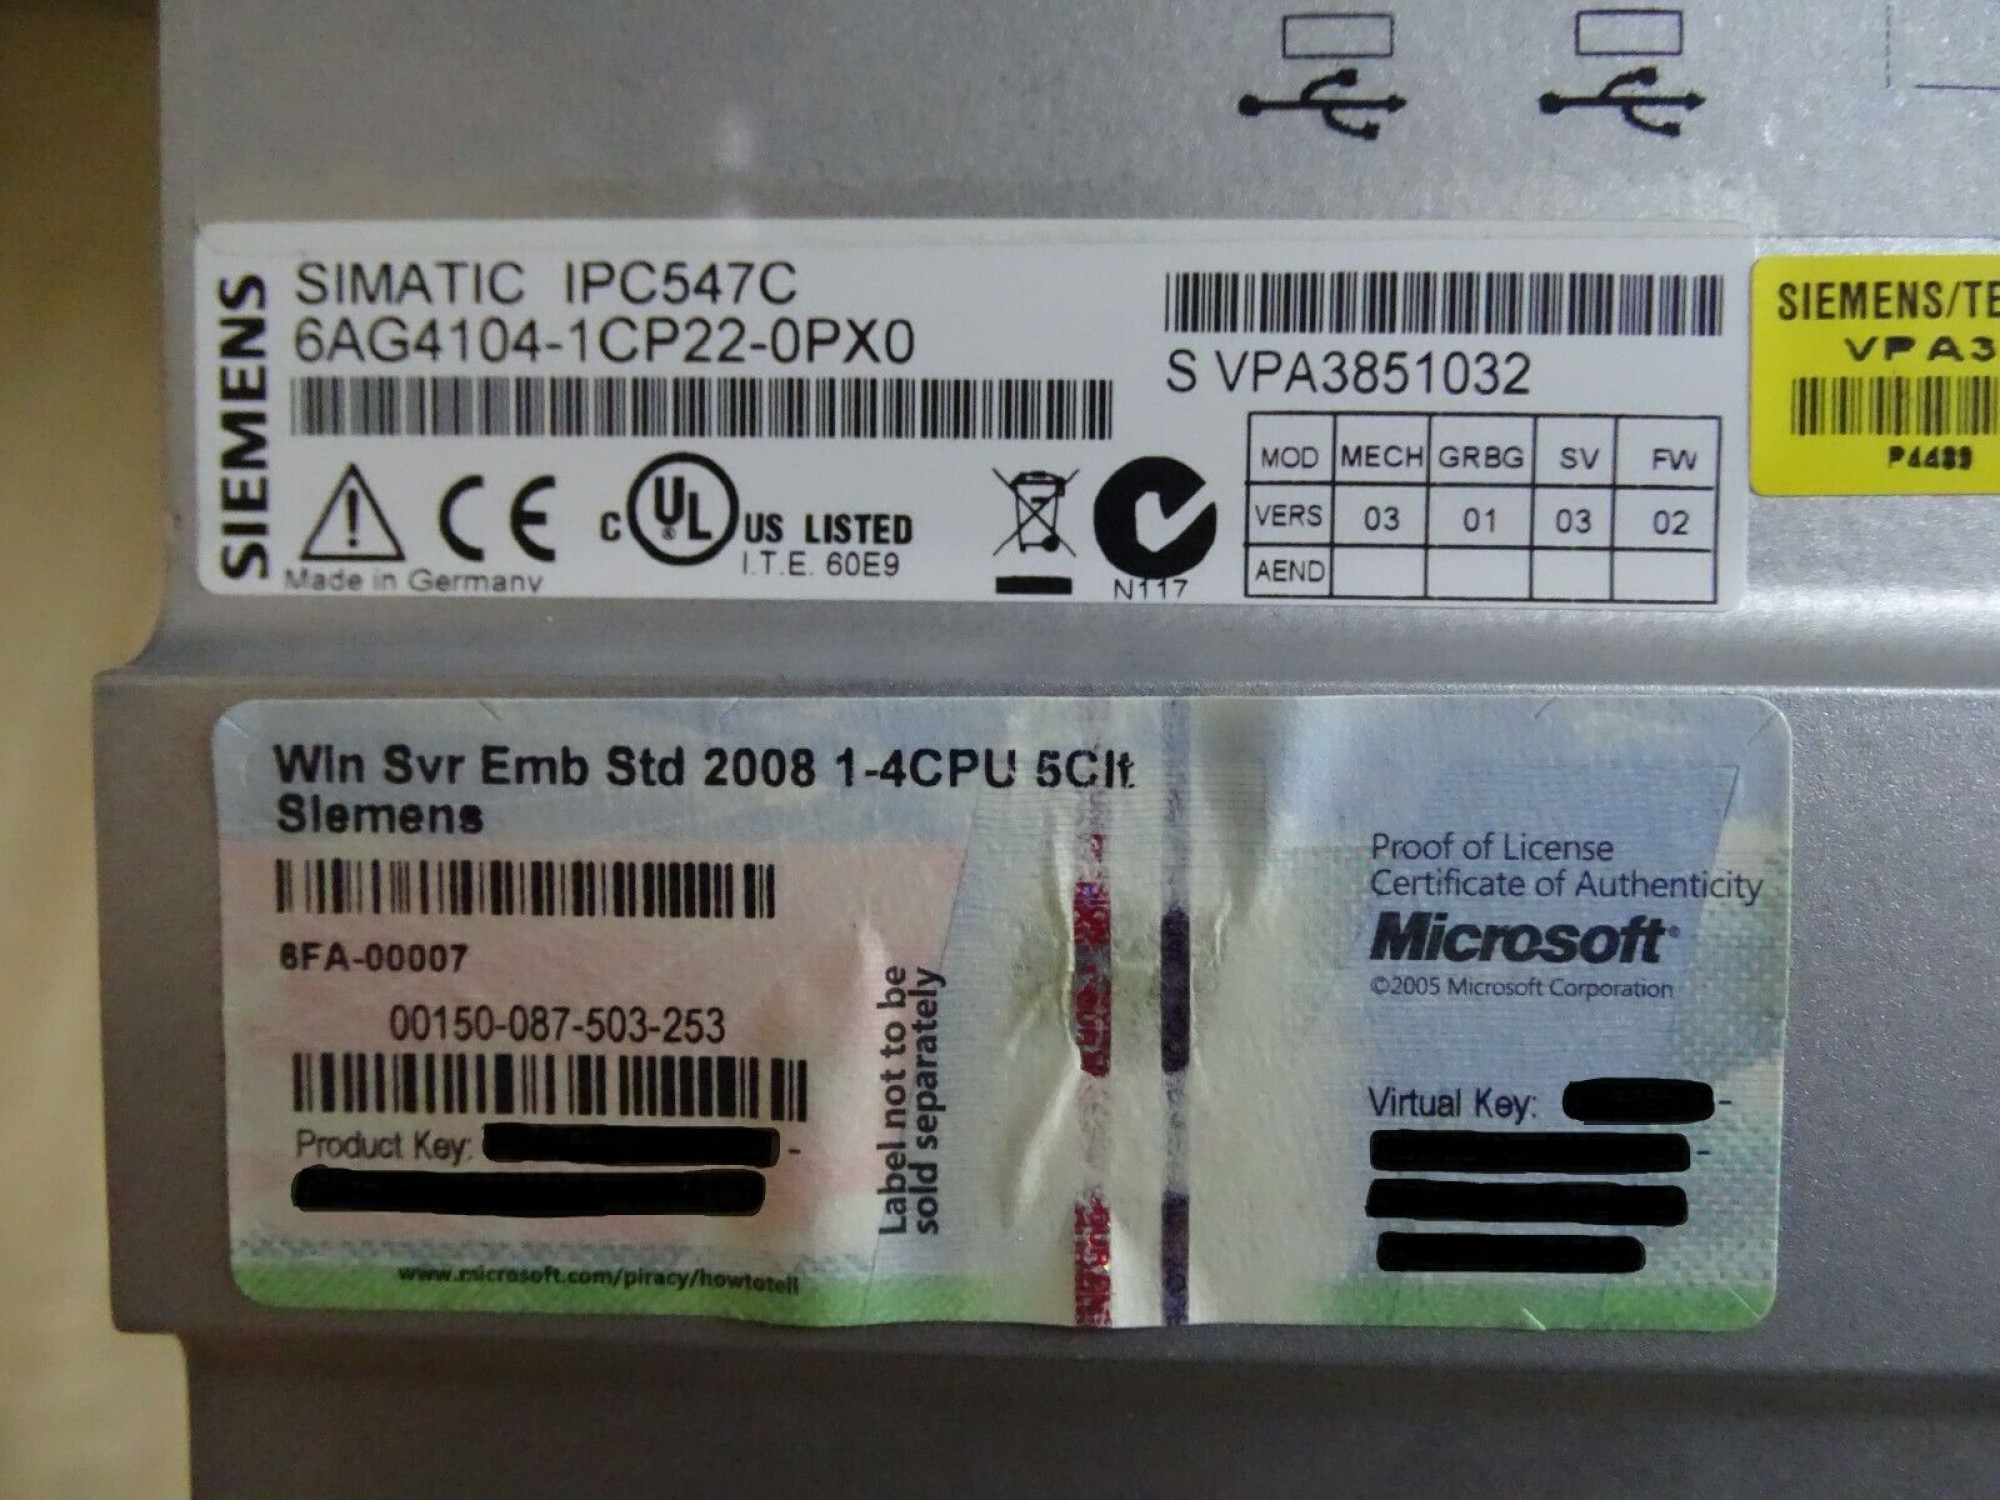 SIEMENS
SIMATIC IPC547C
6AG4104-1CP22-0PX0
S VPA3851032
CE
C UL ® US LISTED
I.T.E. 60E9
Made in Germany
N117
MOD MECH GRBG SV FW
VERS 03 01 03 02
AEND
SIEMENS/TE
VPA3
P4499
Win Svr Emb Std 2008 1-4CPU 5Clt
Siemens
6FA-00007
00150-087-503-253
Product Key: -
www.microsoft.com/piracy/howtotell
Label not to be
sold separately
Proof of License
Certificate of Authenticity
Microsoft®
©2005 Microsoft Corporation
Virtual Key: -
-